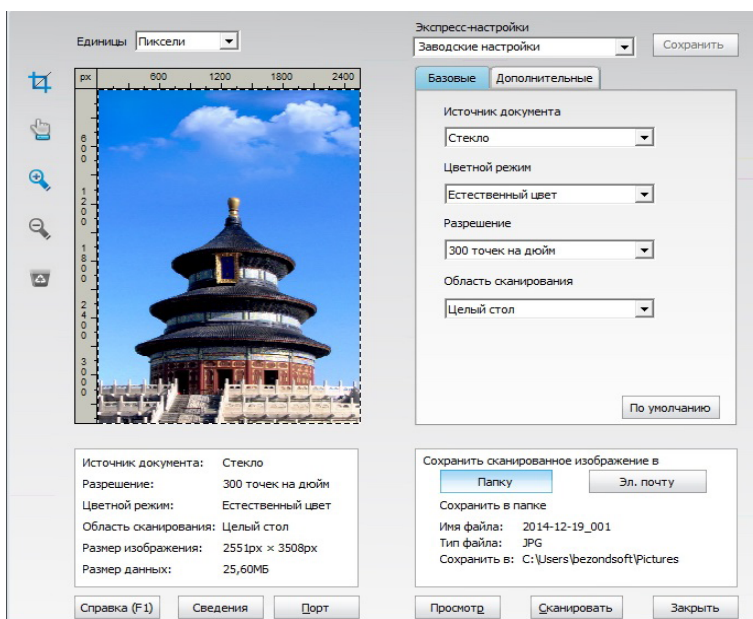 Экспресс-настройки
Единицы Пиксели
Заводские настройки Сохранить
px 600 1200 1800 2400
Базовые Дополнительные
600
1200
1800
2400
3000
Источник документа
Стекло
Цветной режим
Естественный цвет
Разрешение
300 точек на дюйм
Область сканирования
Целый стол
По умолчанию
Источник документа: Стекло
Разрешение: 300 точек на дюйм
Цветной режим: Естественный цвет
Область сканирования: Целый стол
Размер изображения: 2551px × 3508px
Размер данных: 25,60МБ
Сохранить сканированное изображение в
Папку Эл. почту
Сохранить в папке
Имя файла: 2014-12-19_001
Тип файла: JPG
Сохранить в: C:\Users\bezondsoft\Pictures
Справка (F1) Сведения Порт
Просмотр Сканировать Закрыть